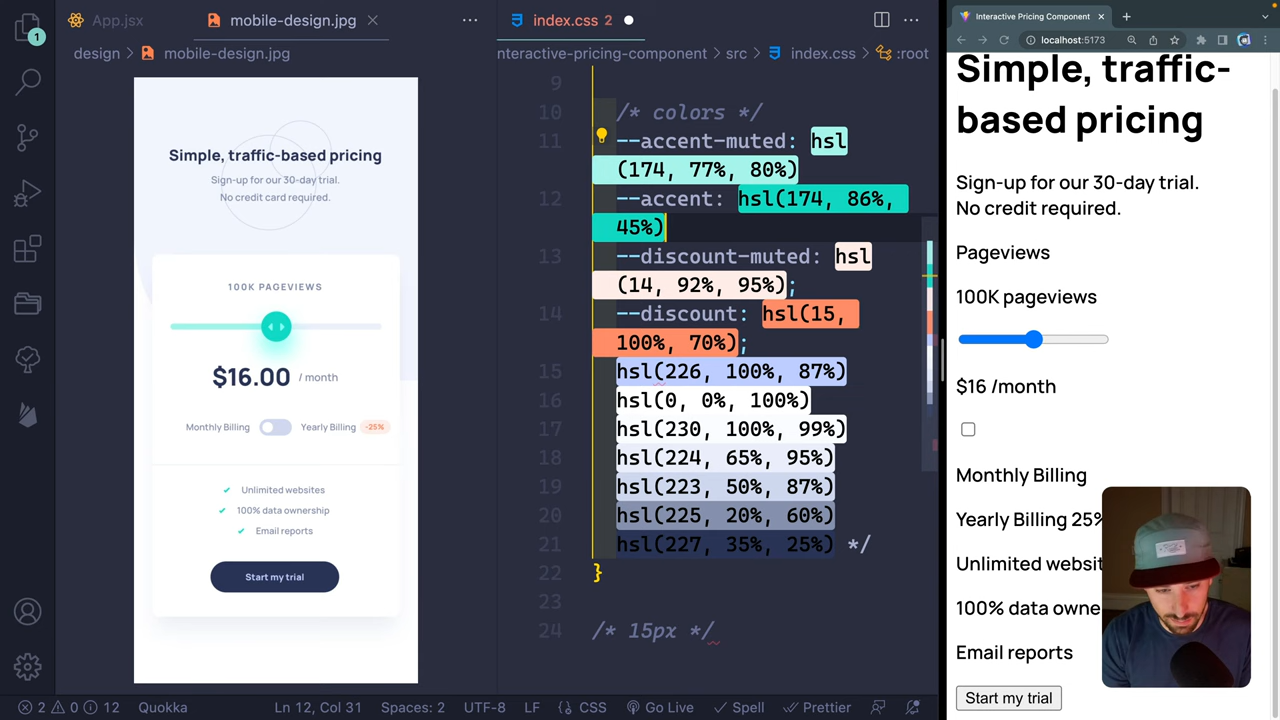 1
App.jsx
mobile-design.jpg
design
mobile-design.jpg
Simple, traffic-based pricing
Sign-up for our 30-day trial.
No credit card required.
100K PAGEVIEWS
$16.00 / month
Monthly Billing
Yearly Billing -25%
Unlimited websites
100% data ownership
Email reports
Start my trial
index.css 2
nteractive-pricing-component
src
index.css
:root
9
10 /* colors */
11 --accent-muted: hsl
(174, 77%, 80%)
12 --accent: hsl(174, 86%,
45%)
13 --discount-muted: hsl
(14, 92%, 95%);
14 --discount: hsl(15,
100%, 70%);
15 hsl(226, 100%, 87%)
16 hsl(0, 0%, 100%)
17 hsl(230, 100%, 99%)
18 hsl(224, 65%, 95%)
19 hsl(223, 50%, 87%)
20 hsl(225, 20%, 60%)
21 hsl(227, 35%, 25%) */
22 }
23
24 /* 15px */
2 0 12 Quokka Ln 12, Col 31 Spaces: 2 UTF-8 LF {} CSS Go Live Spell Prettier
Interactive Pricing Component
localhost:5173
Simple, traffic-
based pricing
Sign-up for our 30-day trial.
No credit required.
Pageviews
100K pageviews
$16 /month
Monthly Billing
Yearly Billing 25%
Unlimited websit
100% data owne
Email reports
Start my trial